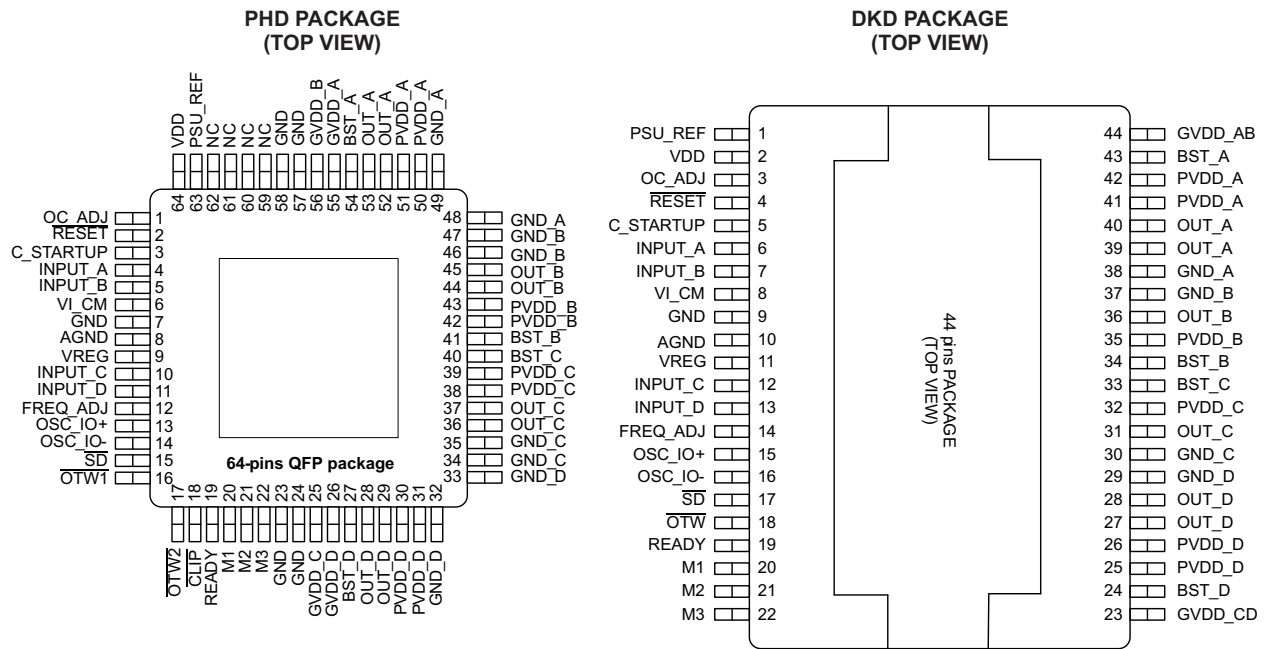 PHD PACKAGE
(TOP VIEW)
VDD
PSU_REF
NC
NC
NC
NC
GND
GND
GVDD_B
GVDD_A
BST_A
OUT_A
OUT_A
PVDD_A
PVDD_A
GND_A
64
63
62
61
60
59
58
57
56
55
54
53
52
51
50
49
OC_ADJ 1
RESET 2
C_STARTUP 3
INPUT_A 4
INPUT_B 5
VI_CM 6
GND 7
AGND 8
VREG 9
INPUT_C 10
INPUT_D 11
FREQ_ADJ 12
OSC_IO+ 13
OSC_IO- 14
SD 15
OTW1 16
48 GND_A
47 GND_B
46 GND_B
45 OUT_B
44 OUT_B
43 PVDD_B
42 PVDD_B
41 BST_B
40 BST_C
39 PVDD_C
38 PVDD_C
37 OUT_C
36 OUT_C
35 GND_C
34 GND_C
33 GND_D
64-pins QFP package
17
18
19
20
21
22
23
24
25
26
27
28
29
30
31
32
OTW2
CLIP
READY
M1
M2
M3
GND
GND
GVDD_C
GVDD_D
BST_D
OUT_D
OUT_D
PVDD_D
PVDD_D
GND_D
DKD PACKAGE
(TOP VIEW)
PSU_REF 1
VDD 2
OC_ADJ 3
RESET 4
C_STARTUP 5
INPUT_A 6
INPUT_B 7
VI_CM 8
GND 9
AGND 10
VREG 11
INPUT_C 12
INPUT_D 13
FREQ_ADJ 14
OSC_IO+ 15
OSC_IO- 16
SD 17
OTW 18
READY 19
M1 20
M2 21
M3 22
44 pins PACKAGE
(TOP VIEW)
44 GVDD_AB
43 BST_A
42 PVDD_A
41 PVDD_A
40 OUT_A
39 OUT_A
38 GND_A
37 GND_B
36 OUT_B
35 PVDD_B
34 BST_B
33 BST_C
32 PVDD_C
31 OUT_C
30 GND_C
29 GND_D
28 OUT_D
27 OUT_D
26 PVDD_D
25 PVDD_D
24 BST_D
23 GVDD_CD